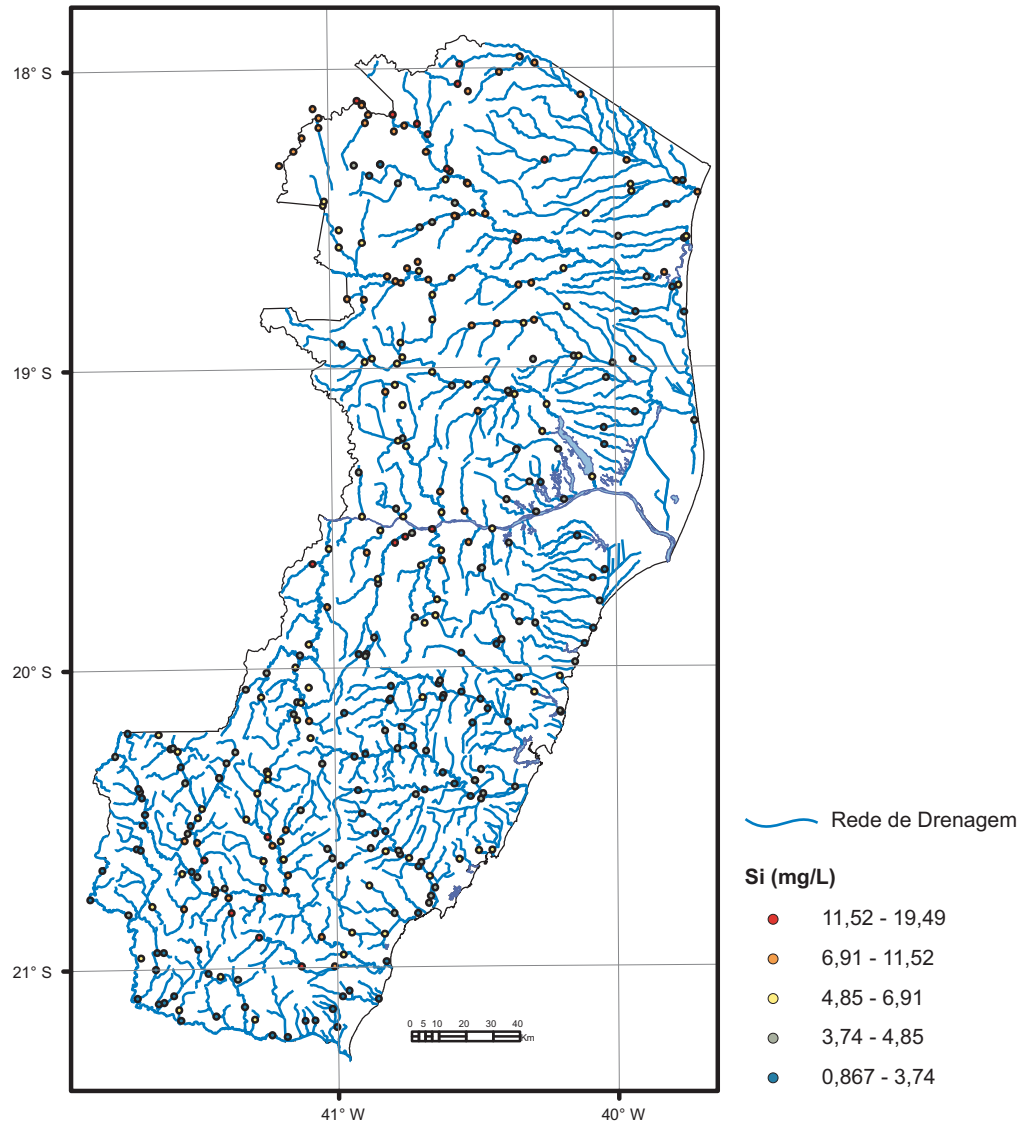 18° S
19° S
20° S
21° S
41° W
40° W
0 5 10 20 30 40
Km
Rede de Drenagem
Si (mg/L)
11,52 - 19,49
6,91 - 11,52
4,85 - 6,91
3,74 - 4,85
0,867 - 3,74